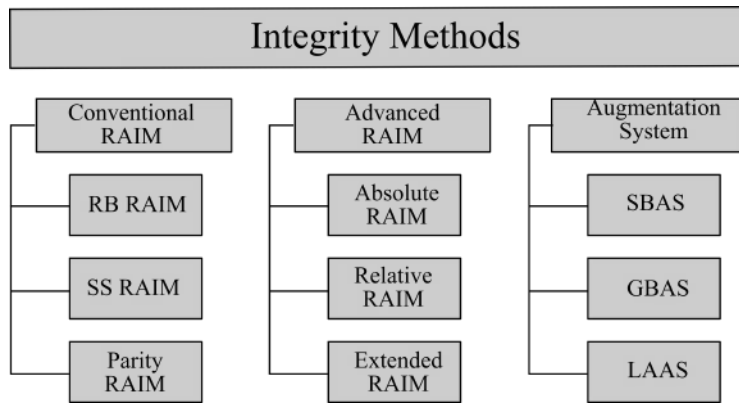 Integrity Methods
Conventional
RAIM
RB RAIM
SS RAIM
Parity
RAIM
Advanced
RAIM
Absolute
RAIM
Relative
RAIM
Extended
RAIM
Augmentation
System
SBAS
GBAS
LAAS